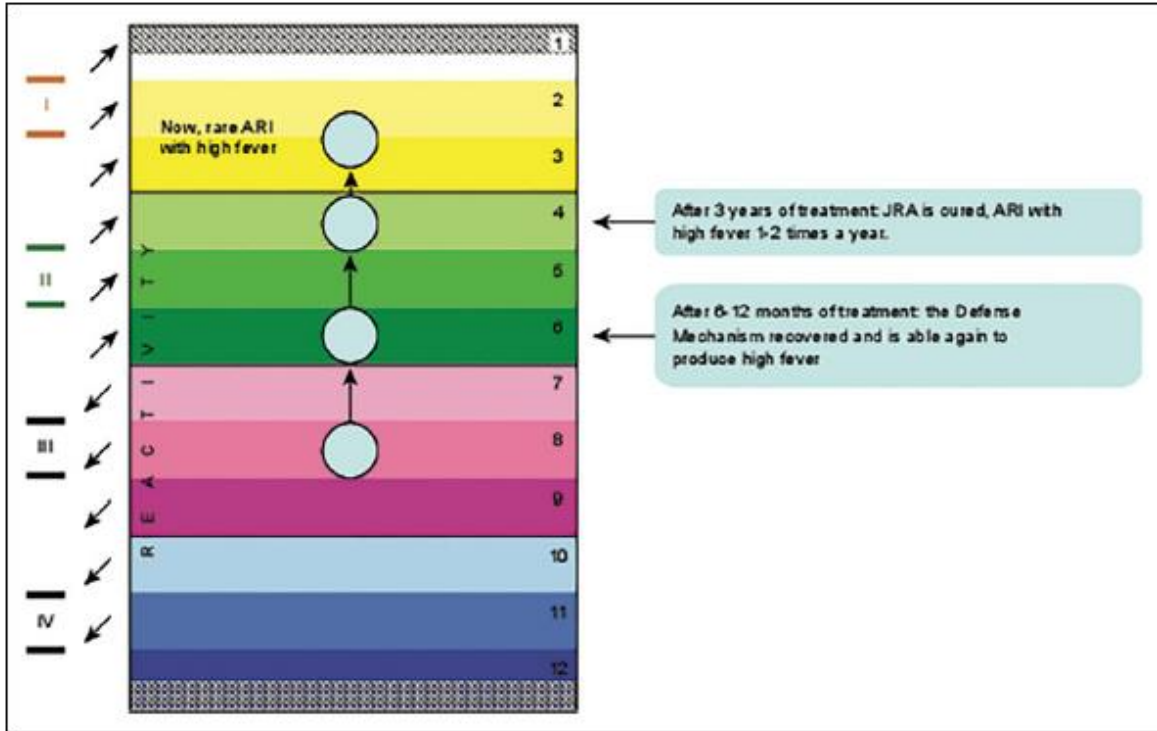 1
I
2
Now, rare ARI
with high fever
3
4
After 3 years of treatment: JRA is cured, ARI with
high fever 1-2 times a year.
II
5
After 6-12 months of treatment: the Defense
Mechanism recovered and is able again to
produce high fever
6
7
III
8
9
REACTIVITY
10
IV
11
12